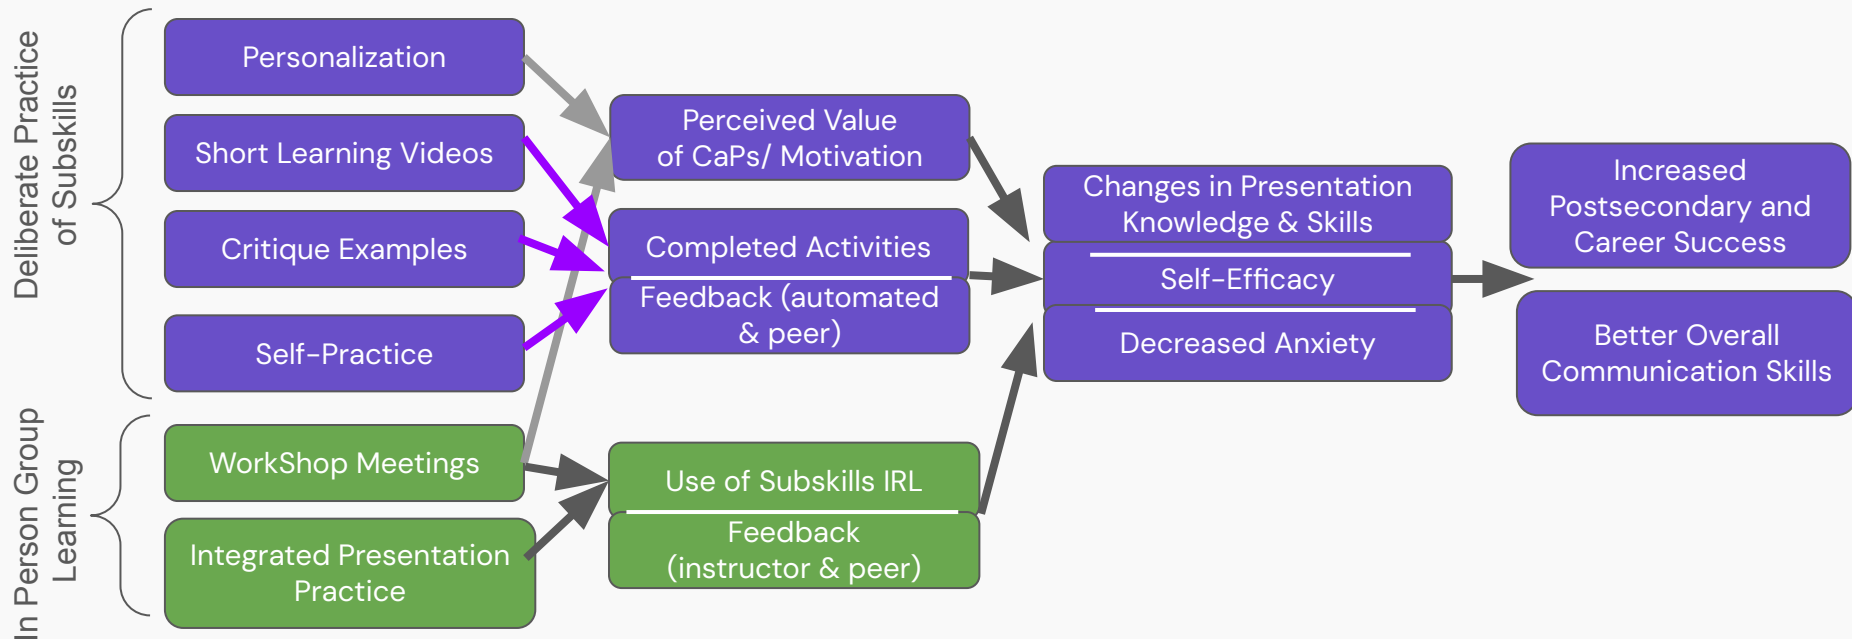 Deliberate Practice
of Subskills
Personalization
Short Learning Videos
Critique Examples
Self-Practice
In Person Group
Learning
WorkShop Meetings
Integrated Presentation
Practice
Perceived Value
of CaPs/ Motivation
Completed Activities
Feedback (automated
& peer)
Use of Subskills IRL
Feedback
(instructor & peer)
Changes in Presentation
Knowledge & Skills
Self-Efficacy
Decreased Anxiety
Increased
Postsecondary and
Career Success
Better Overall
Communication Skills